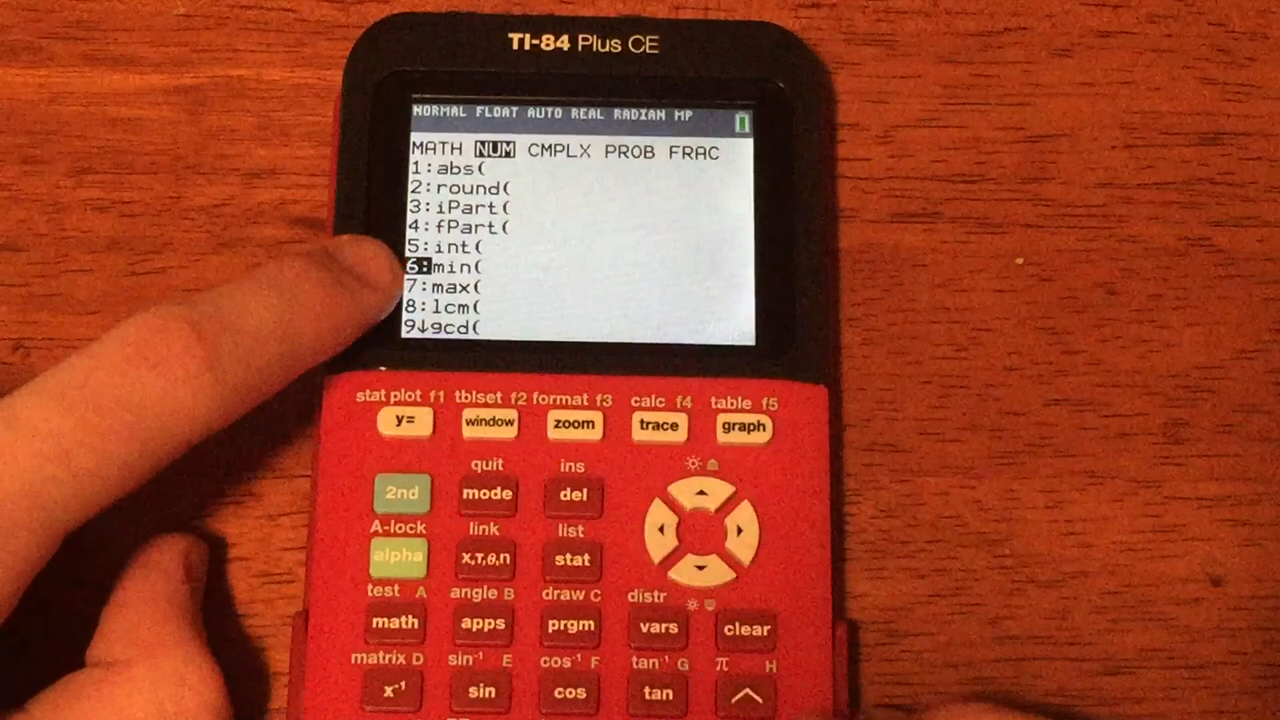 TI-84 Plus CE
NORMAL FLOAT AUTO REAL RADIAN MP
MATH NUM CMPLX PROB FRAC
1:abs(
2:round(
3:iPart(
4:fPart(
5:int(
6:min(
7:max(
8:lcm(
9↓gcd(
stat plot f1 tblset f2 format f3 calc f4 table f5
y= window zoom trace graph
quit ins
2nd mode del
A-lock link list
alpha X,T,θ,n stat
test A angle B draw C distr
math apps prgm vars clear
matrix D sin⁻¹ E cos⁻¹ F tan⁻¹ G π H
x⁻¹ sin cos tan ^